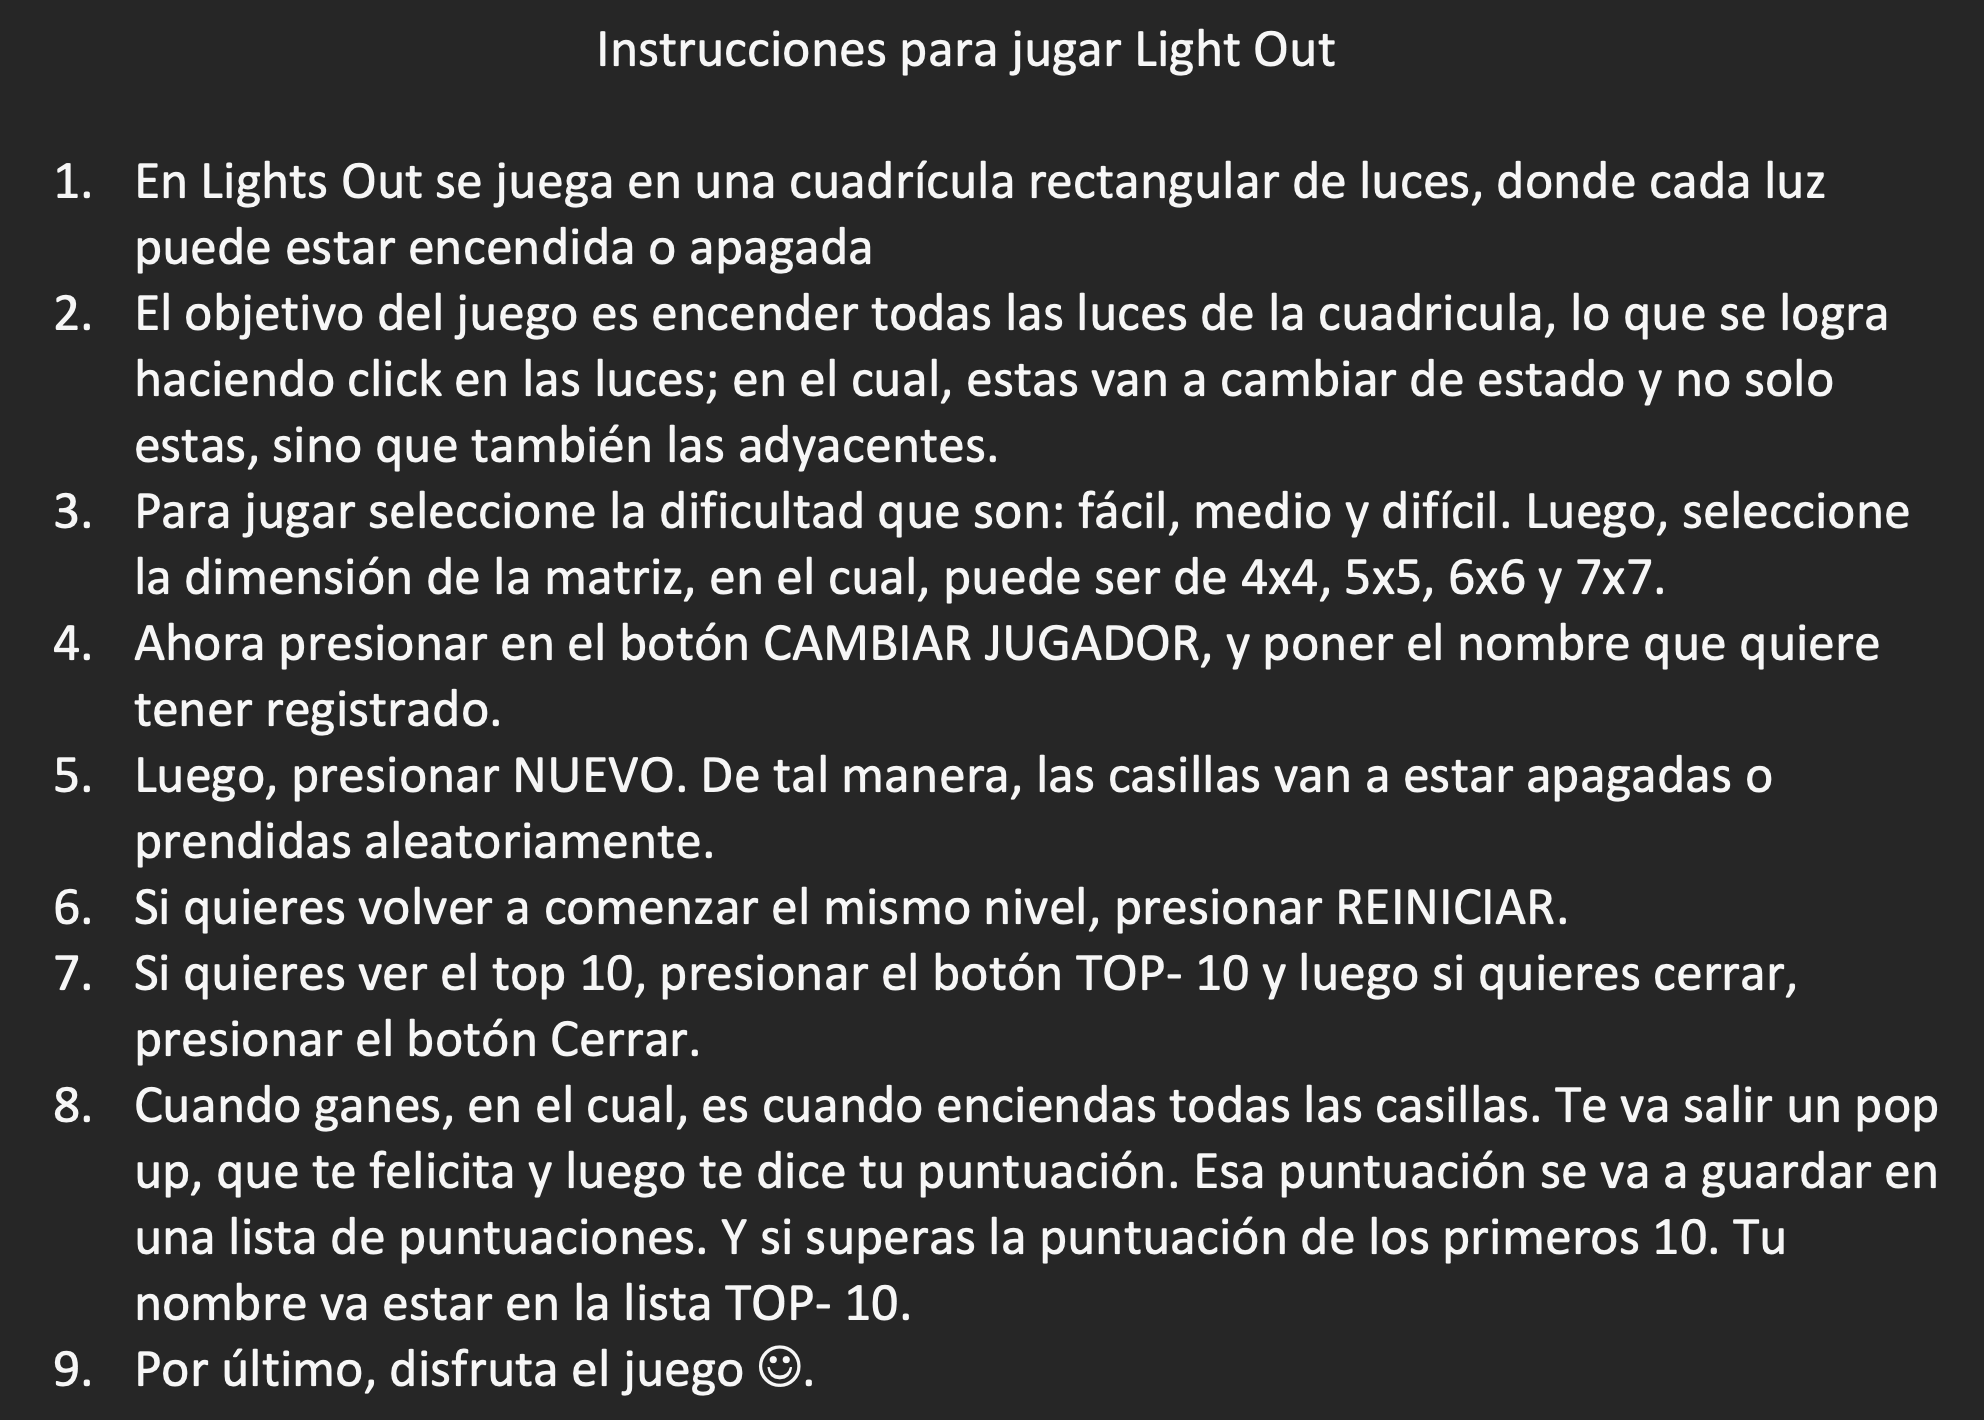 Instrucciones para jugar Light Out
1. En Lights Out se juega en una cuadrícula rectangular de luces, donde cada luz
puede estar encendida o apagada
2. El objetivo del juego es encender todas las luces de la cuadricula, lo que se logra
haciendo click en las luces; en el cual, estas van a cambiar de estado y no solo
estas, sino que también las adyacentes.
3. Para jugar seleccione la dificultad que son: fácil, medio y difícil. Luego, seleccione
la dimensión de la matriz, en el cual, puede ser de 4x4, 5x5, 6x6 y 7x7.
4. Ahora presionar en el botón CAMBIAR JUGADOR, y poner el nombre que quiere
tener registrado.
5. Luego, presionar NUEVO. De tal manera, las casillas van a estar apagadas o
prendidas aleatoriamente.
6. Si quieres volver a comenzar el mismo nivel, presionar REINICIAR.
7. Si quieres ver el top 10, presionar el botón TOP- 10 y luego si quieres cerrar,
presionar el botón Cerrar.
8. Cuando ganes, en el cual, es cuando enciendas todas las casillas. Te va salir un pop
up, que te felicita y luego te dice tu puntuación. Esa puntuación se va a guardar en
una lista de puntuaciones. Y si superas la puntuación de los primeros 10. Tu
nombre va estar en la lista TOP- 10.
9. Por último, disfruta el juego ☺.